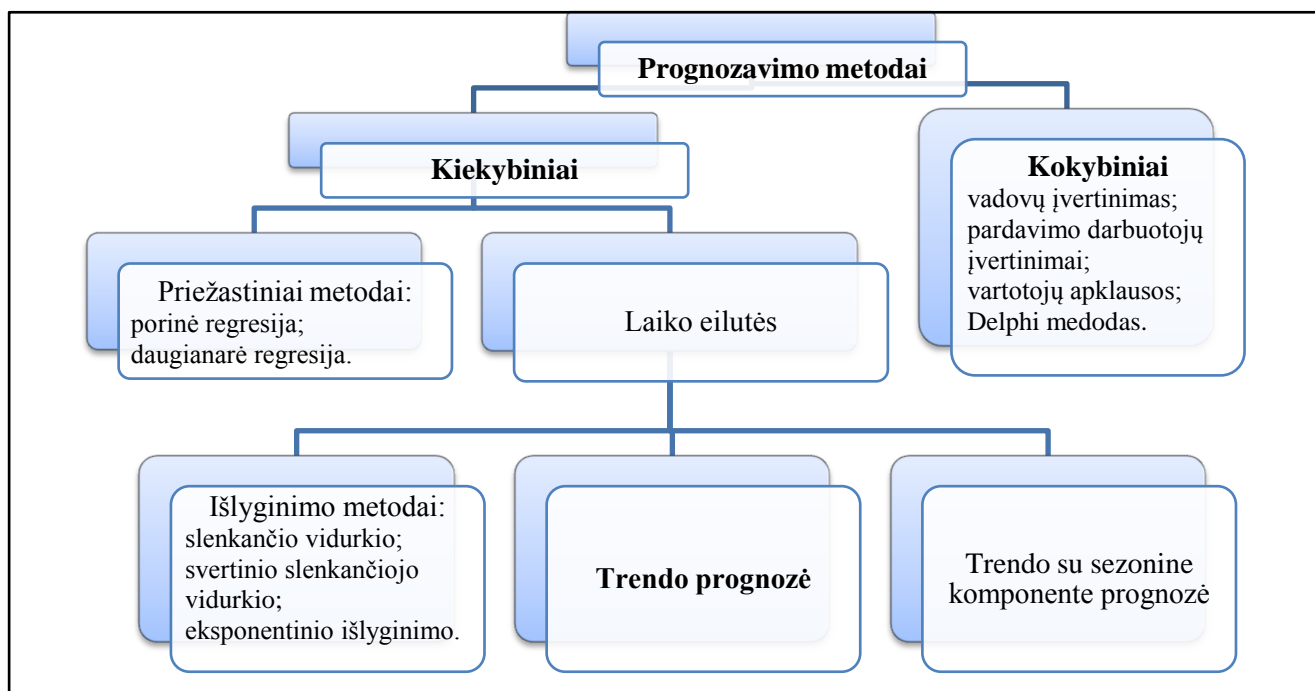 Prognozavimo metodai
Kiekybiniai
Kokybiniai
vadovų įvertinimas;
pardavimo darbuotojų
įvertinimai;
vartotojų apklausos;
Delphi medodas.
Priežastiniai metodai:
porinė regresija;
daugianarė regresija.
Laiko eilutės
Išlyginimo metodai:
slenkančio vidurkio;
svertinio slenkančiojo
vidurkio;
eksponentinio išlyginimo.
Trendo prognozė
Trendo su sezonine
komponente prognozė